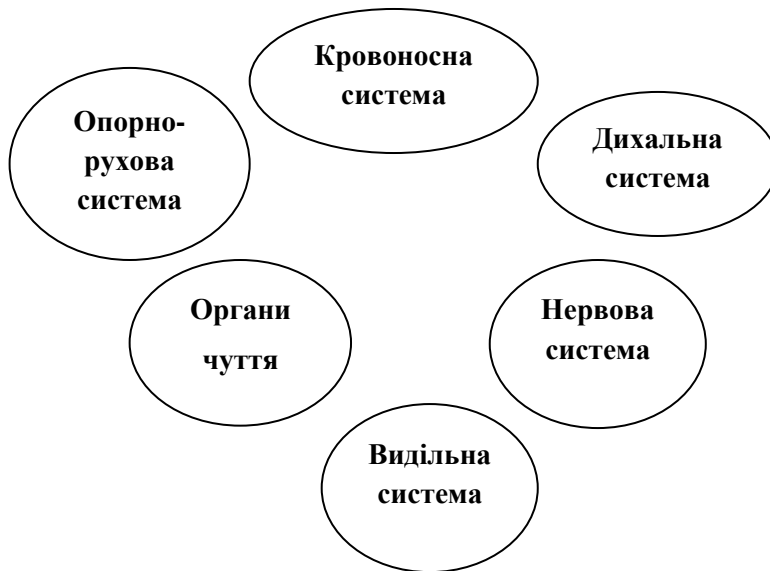 Кровоносна
система
Опорно-
рухова
система
Дихальна
система
Органи
чуття
Нервова
система
Видільна
система